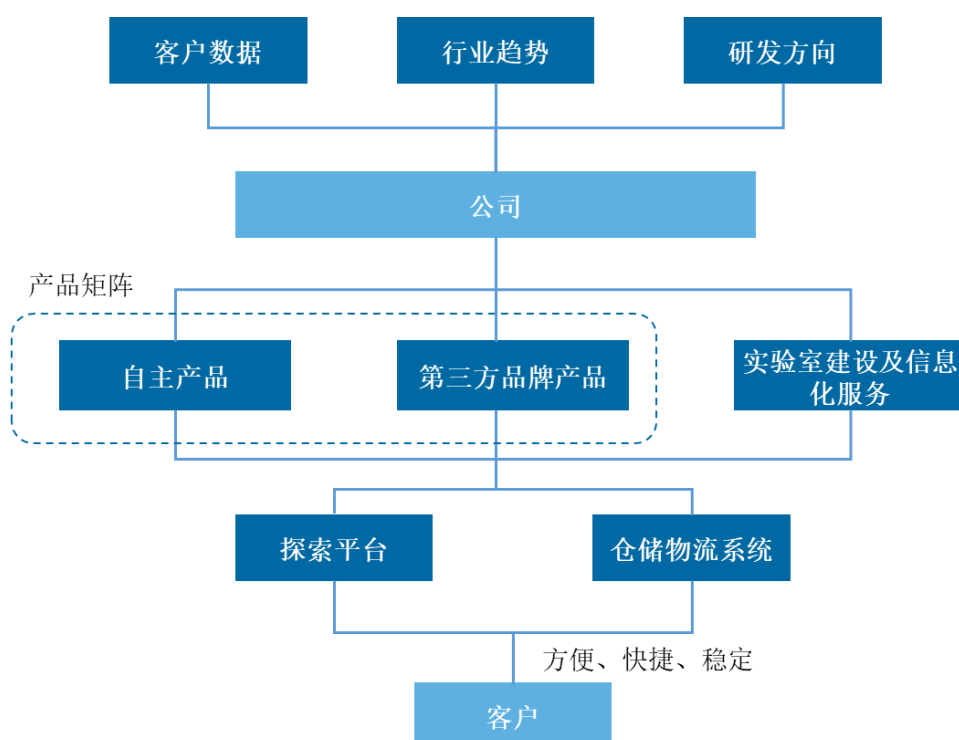 客户数据
行业趋势
研发方向
公司
产品矩阵
自主产品
第三方品牌产品
实验室建设及信息
化服务
探索平台
仓储物流系统
方便、快捷、稳定
客户